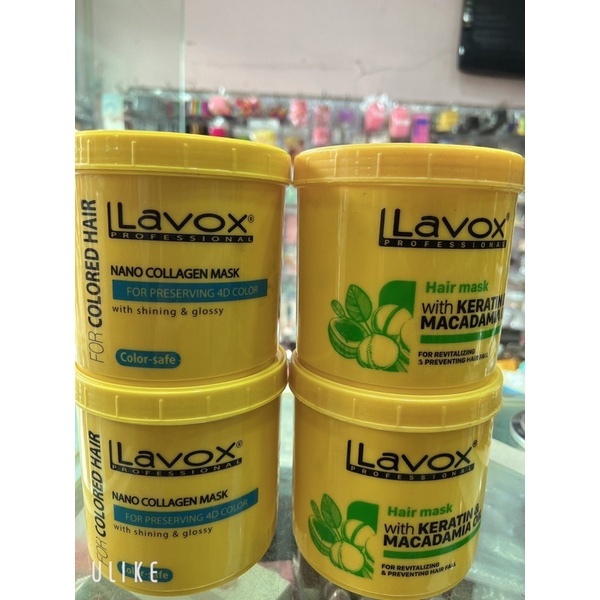 FOR COLORED HAIR
Lavox®
PROFESSIONAL
NANO COLLAGEN MASK
FOR PRESERVING 4D COLOR
with shining & glossy
Color-safe
Lavox®
PROFESSIONAL
Hair mask
with KERATIN
MACADAMIA
FOR REVITALIZING
& PREVENTING HAIR FALL
FOR COLORED HAIR
Lavox®
PROFESSIONAL
NANO COLLAGEN MASK
FOR PRESERVING 4D COLOR
with shining & glossy
Color-safe
Lavox®
PROFESSIONAL
Hair mask
with KERATIN &
MACADAMIA
FOR REVITALIZING
& PREVENTING HAIR FALL
ULIKE